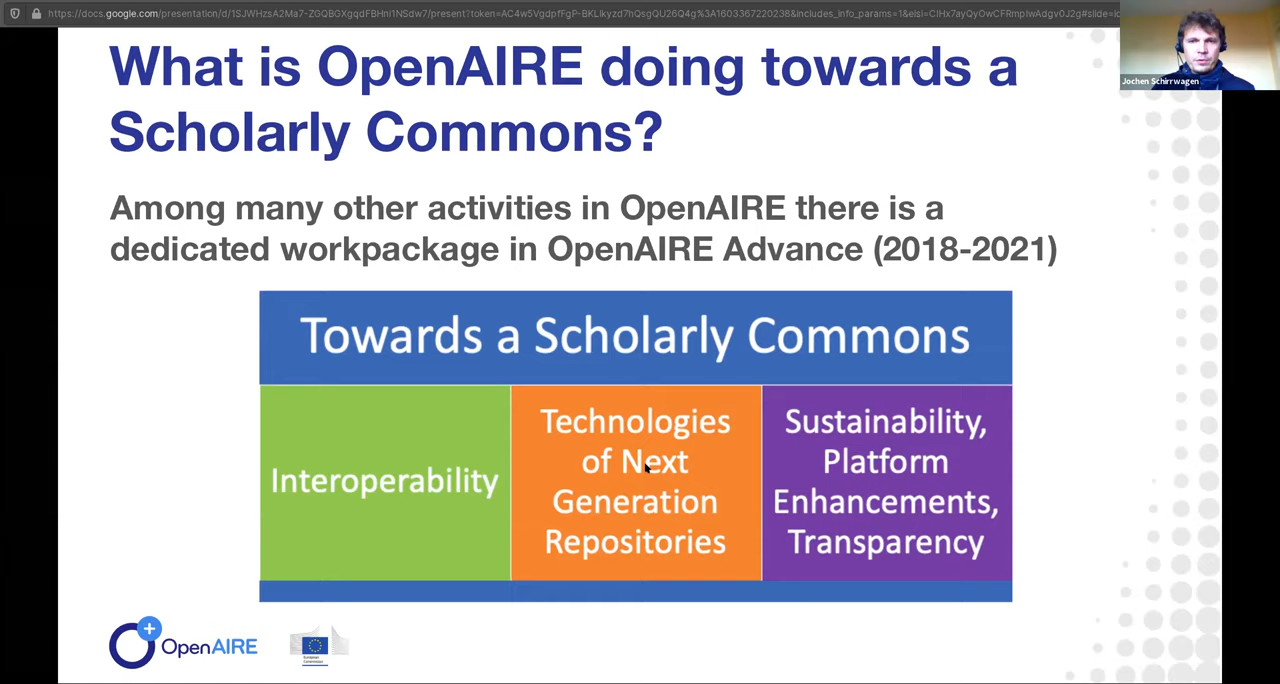 Jochen Schirrwagen
What is OpenAIRE doing towards a
Scholarly Commons?
Among many other activities in OpenAIRE there is a
dedicated workpackage in OpenAIRE Advance (2018-2021)
Towards a Scholarly Commons
Interoperability
Technologies
of Next
Generation
Repositories
Sustainability,
Platform
Enhancements,
Transparency
OpenAIRE
European
Commission